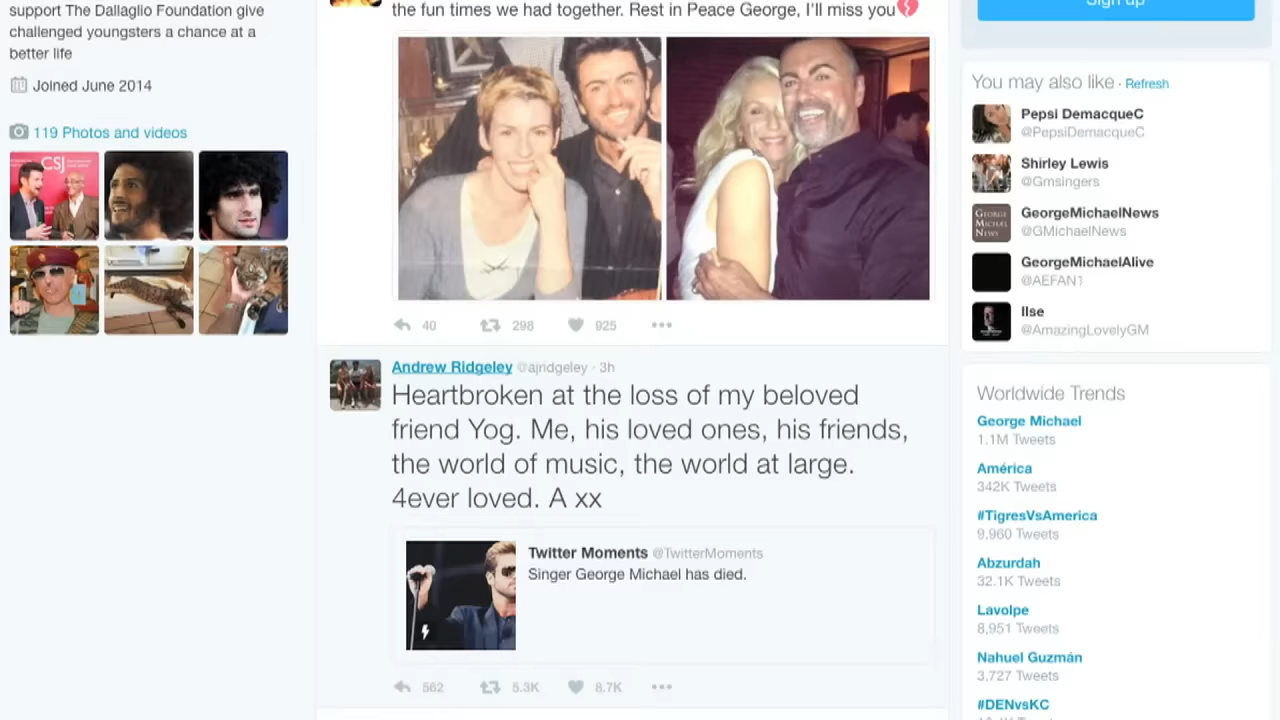 support The Dallaglio Foundation give
challenged youngsters a chance at a
better life
Joined June 2014
119 Photos and videos
CSJ
the fun times we had together. Rest in Peace George, I'll miss you
40 298 925
Andrew Ridgeley @ajridgeley · 3h
Heartbroken at the loss of my beloved
friend Yog. Me, his loved ones, his friends,
the world of music, the world at large.
4ever loved. A xx
Twitter Moments @TwitterMoments
Singer George Michael has died.
562 5.3K 8.7K
Sign up
You may also like · Refresh
Pepsi DemacqueC
@PepsiDemacqueC
Shirley Lewis
@Gmsingers
GEORGE
MICHAEL
NEWS
GeorgeMichaelNews
@GMichaelNews
GeorgeMichaelAlive
@AEFAN1
Ilse
@AmazingLovelyGM
Worldwide Trends
George Michael
1.1M Tweets
América
342K Tweets
#TigresVsAmerica
9,960 Tweets
Abzurdah
32.1K Tweets
Lavolpe
8,951 Tweets
Nahuel Guzmán
3,727 Tweets
#DENvsKC